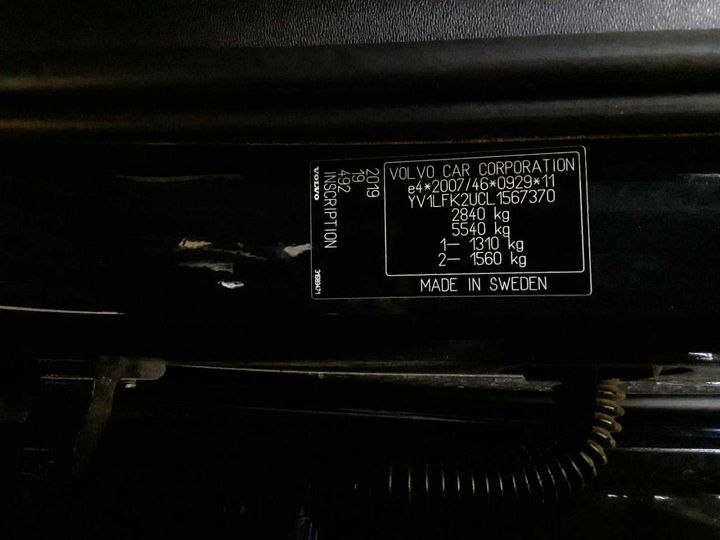 VOLVO CAR CORPORATION
e4*2007/46*0929*11
YV1LFK2UCL1567370
2840 kg
5540 kg
1- 1310 kg
2- 1560 kg
MADE IN SWEDEN
2019
19
492
INSCRIPTION
VOLVO